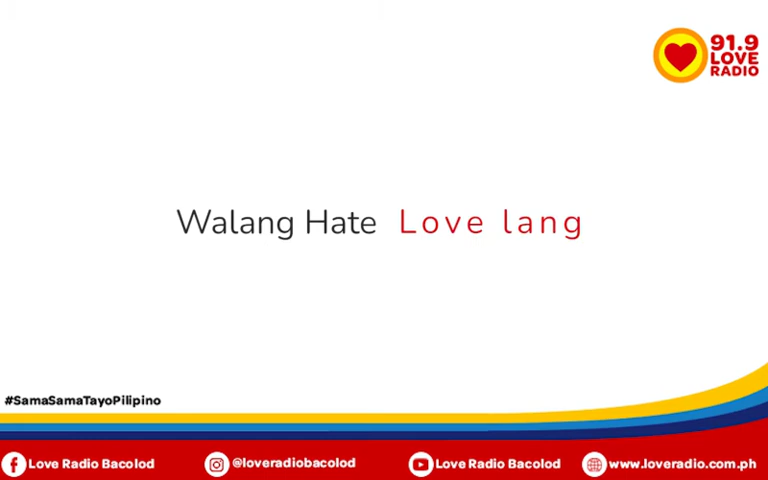 91.9
LOVE
RADIO
Walang Hate Love lang
#SamaSamaTayoPilipino
Love Radio Bacolod @loveradiobacolod Love Radio Bacolod www.loveradio.com.ph